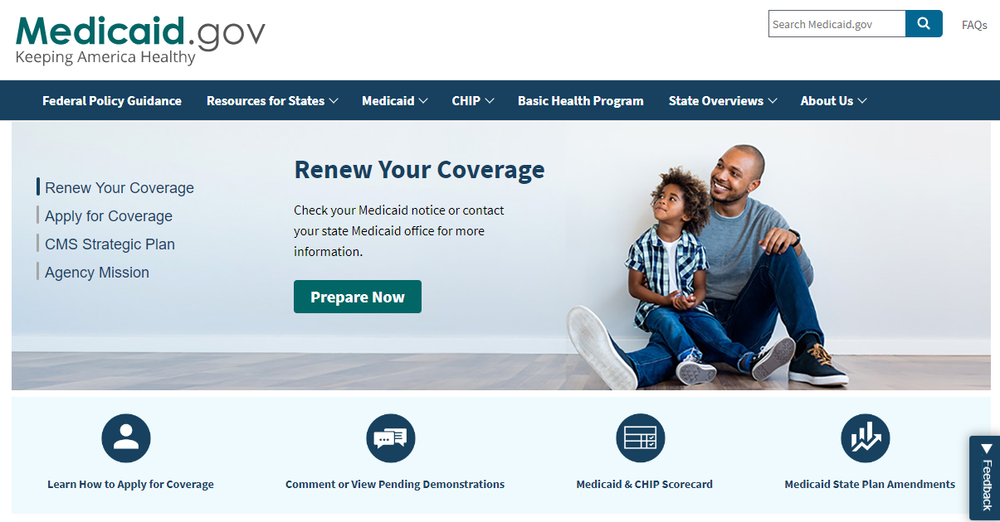 Medicaid.gov
Keeping America Healthy
Search Medicaid.gov
FAQs
Federal Policy Guidance
Resources for States
Medicaid
CHIP
Basic Health Program
State Overviews
About Us
Renew Your Coverage
Apply for Coverage
CMS Strategic Plan
Agency Mission
Renew Your Coverage
Check your Medicaid notice or contact
your state Medicaid office for more
information.
Prepare Now
Learn How to Apply for Coverage
Comment or View Pending Demonstrations
Medicaid & CHIP Scorecard
Medicaid State Plan Amendments
Feedback